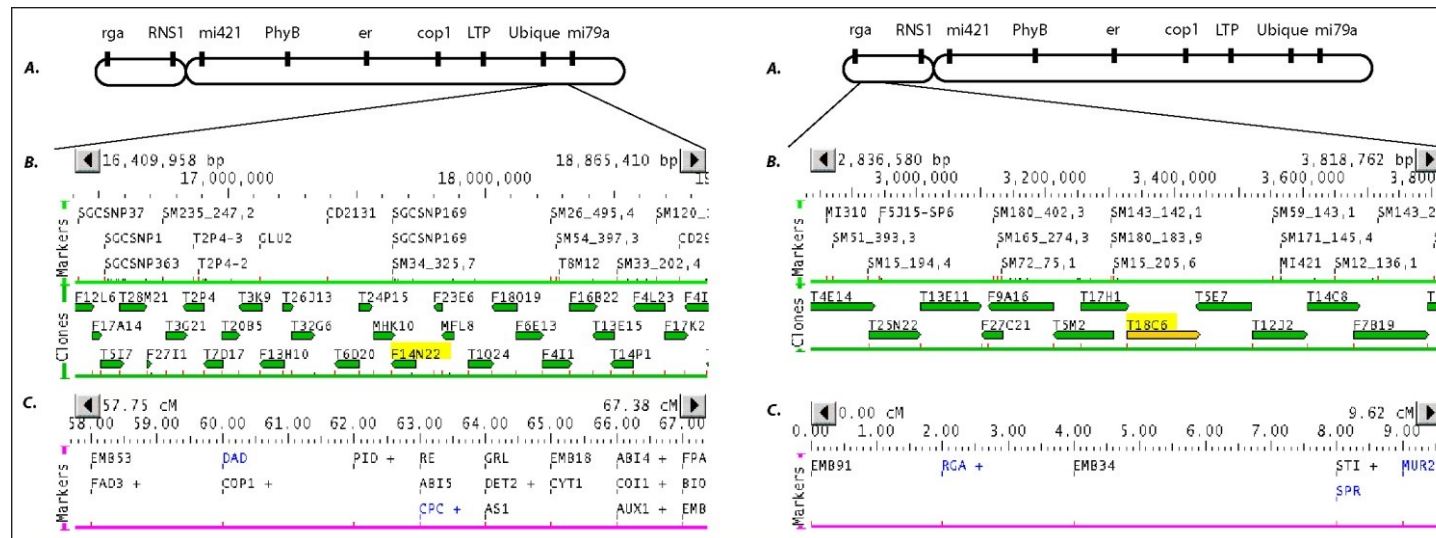 rga RNS1 mi421 PhyB er cop1 LTP Ubique mi79a
A.
B.
16,409,958 bp 18,865,410 bp
17,000,000 18,000,000
SGCSNP37 SM235_247,2 CD2131 SGCSNP169 SM26_495,4 SM120_
SGCSNP1 T2P4-3 GLU2 SGCSNP169 SM54_397,3 CD29
SGCSNP363 T2P4-2 SM34_325,7 T8M12 SM33_202,4
Markers
F12L6 T28M21 T2P4 T3K9 T26J13 T24P15 F23E6 F18O19 F16B22 F4L23 F4I
F17A14 T3G21 T20B5 T32G6 MHK10 MFL8 F6E13 T13E15 F17K2
T5I7 F27I1 T7D17 F13H10 T6D20 F14N22 T1O24 F4I1 T14P1
Clones
C.
57.75 cM 67.38 cM
58.00 59.00 60.00 61.00 62.00 63.00 64.00 65.00 66.00 67.00
EMB53 DAD PID + RE GRL EMB18 ABI4 + FPA
FAD3 + COP1 + ABI5 DET2 + CYT1 COI1 + BIO
CPC + AS1 AUX1 + EMB
Markers
rga RNS1 mi421 PhyB er cop1 LTP Ubique mi79a
A.
B.
2,836,580 bp 3,818,762 bp
3,000,000 3,200,000 3,400,000 3,600,000 3,800
MI310 F5J15-SP6 SM180_402,3 SM143_142,1 SM59_143,1 SM143_2
SM51_393,3 SM165_274,3 SM180_183,9 SM171_145,4
SM15_194,4 SM72_75,1 SM15_205,6 MI421 SM12_136,1
Markers
T4E14 T13E11 F9A16 T17H1 T5E7 T14C8
T25N22 F27C21 T5M2 T18C6 T12J2 F7B19
Clones
C.
0.00 cM 9.62 cM
0.00 1.00 2.00 3.00 4.00 5.00 6.00 7.00 8.00 9.00
EMB91 RGA + EMB34 STI + MUR2
SPR
Markers